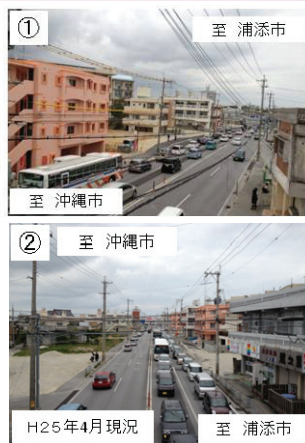 ①
至 浦添市
至 沖縄市
②
至 沖縄市
H25年4月現況
至 浦添市